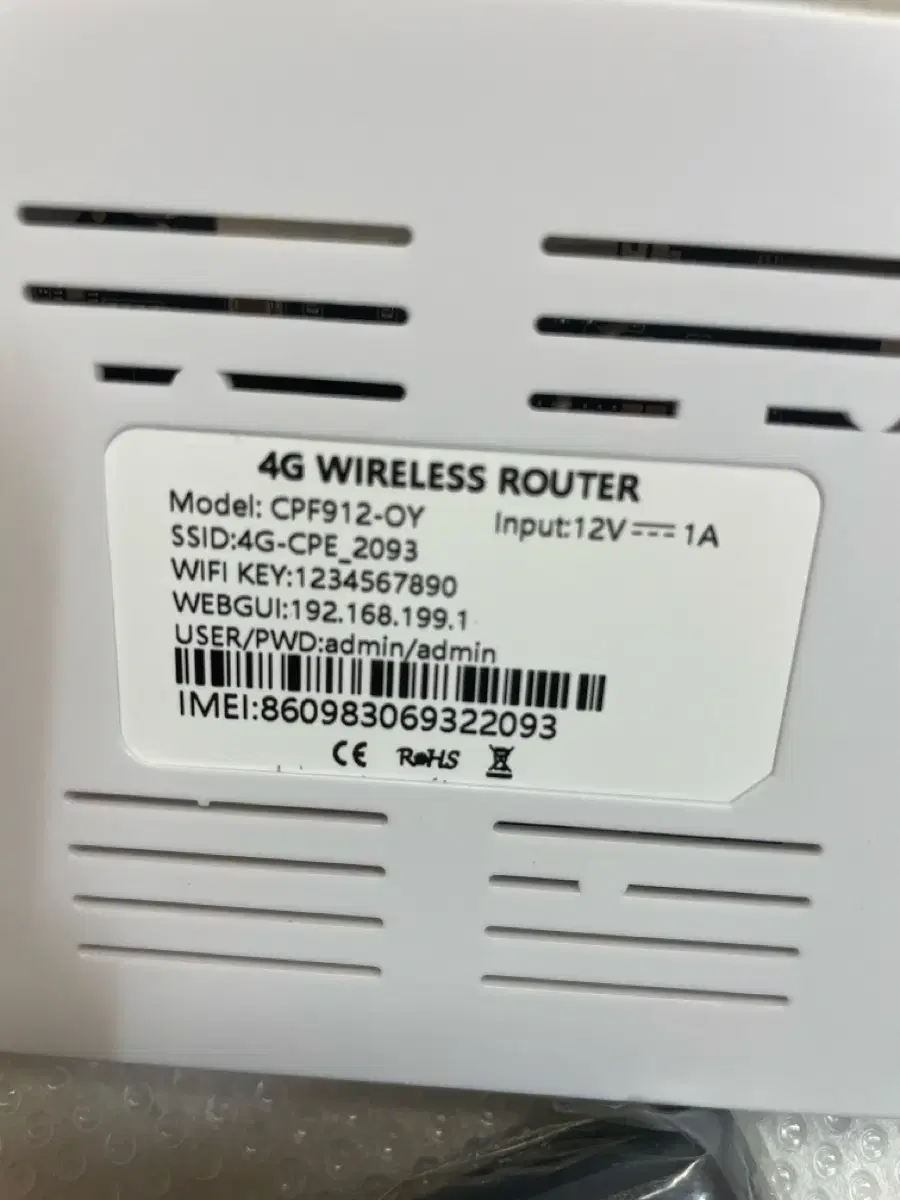 4G WIRELESS ROUTER
Model: CPF912-OY Input:12V⎓1A
SSID:4G-CPE_2093
WIFI KEY:1234567890
WEBGUI:192.168.199.1
USER/PWD:admin/admin
IMEI:860983069322093
CE RoHS